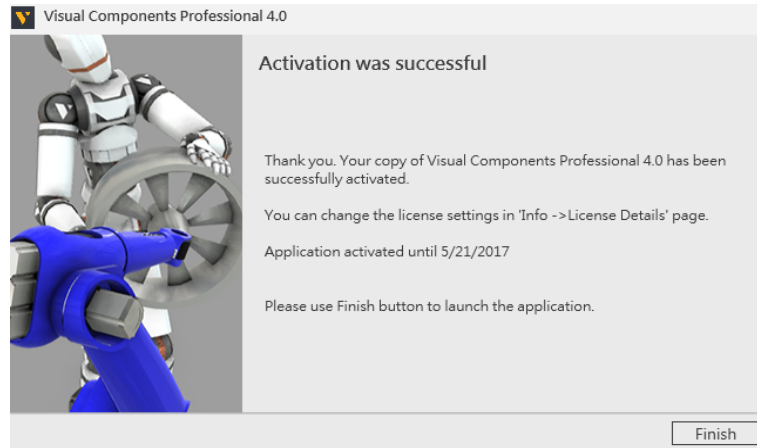 Visual Components Professional 4.0
Activation was successful
Thank you. Your copy of Visual Components Professional 4.0 has been
successfully activated.
You can change the license settings in 'Info ->License Details' page.
Application activated until 5/21/2017
Please use Finish button to launch the application.
Finish